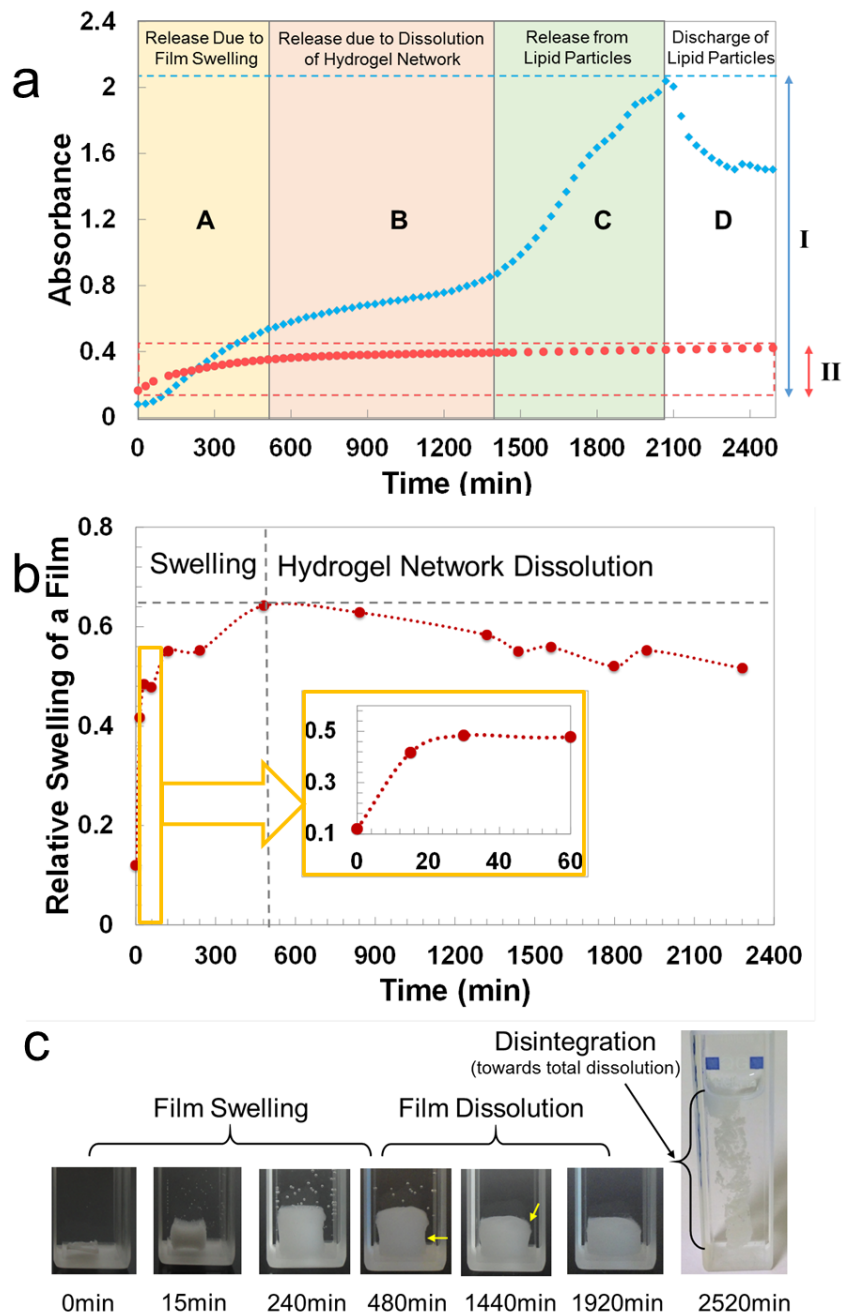 a
Release Due to
Film Swelling
Release due to Dissolution
of Hydrogel Network
Release from
Lipid Particles
Discharge of
Lipid Particles
Absorbance
2.4
2
1.6
1.2
0.8
0.4
0
A
B
C
D
I
II
0 300 600 900 1200 1500 1800 2100 2400
Time (min)
b
Relative Swelling of a Film
0.8
0.6
0.4
0.2
0
Swelling
Hydrogel Network Dissolution
0.5
0.3
0.1
0 20 40 60
0 300 600 900 1200 1500 1800 2100 2400
Time (min)
c
Disintegration
(towards total dissolution)
Film Swelling
Film Dissolution
0min 15min 240min 480min 1440min 1920min 2520min